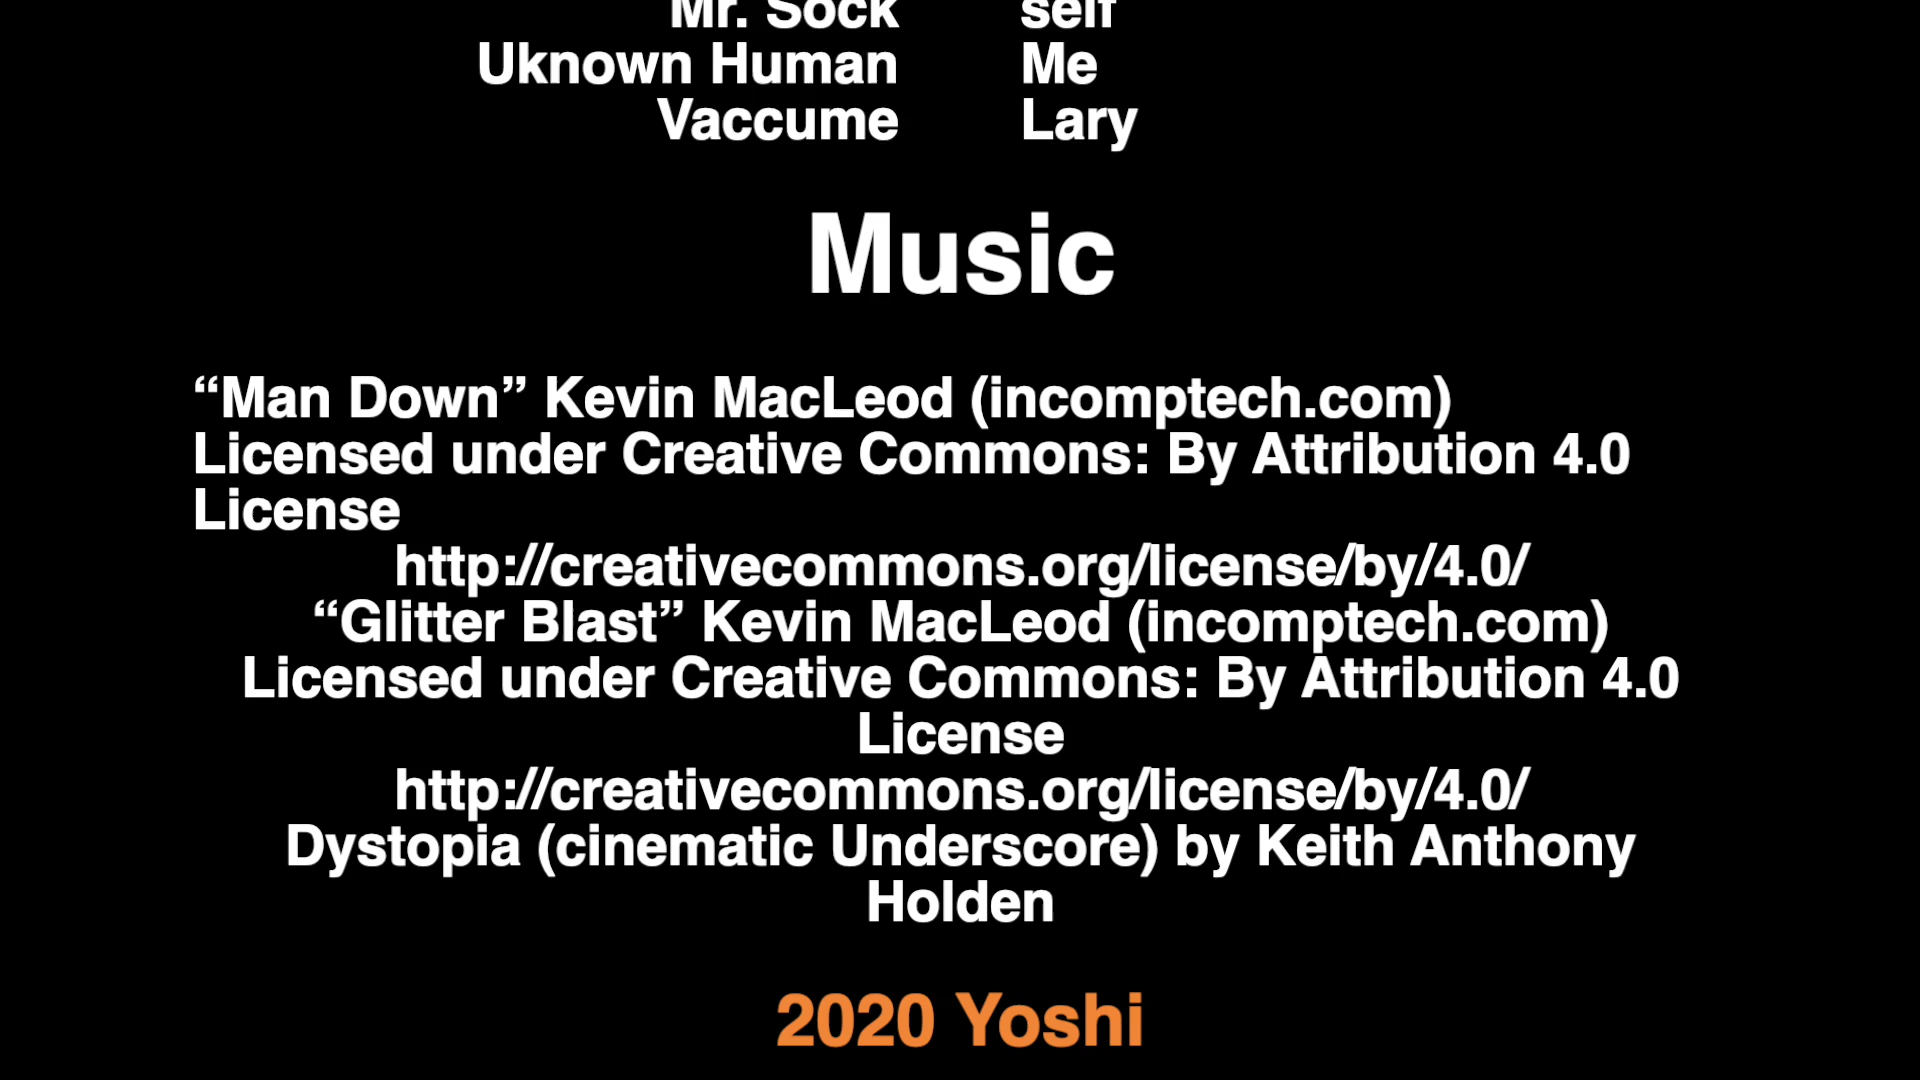 Mr. Sock self
Uknown Human Me
Vaccume Lary
Music
“Man Down” Kevin MacLeod (incomptech.com)
Licensed under Creative Commons: By Attribution 4.0
License
http://creativecommons.org/license/by/4.0/
“Glitter Blast” Kevin MacLeod (incomptech.com)
Licensed under Creative Commons: By Attribution 4.0
License
http://creativecommons.org/license/by/4.0/
Dystopia (cinematic Underscore) by Keith Anthony
Holden
2020 Yoshi